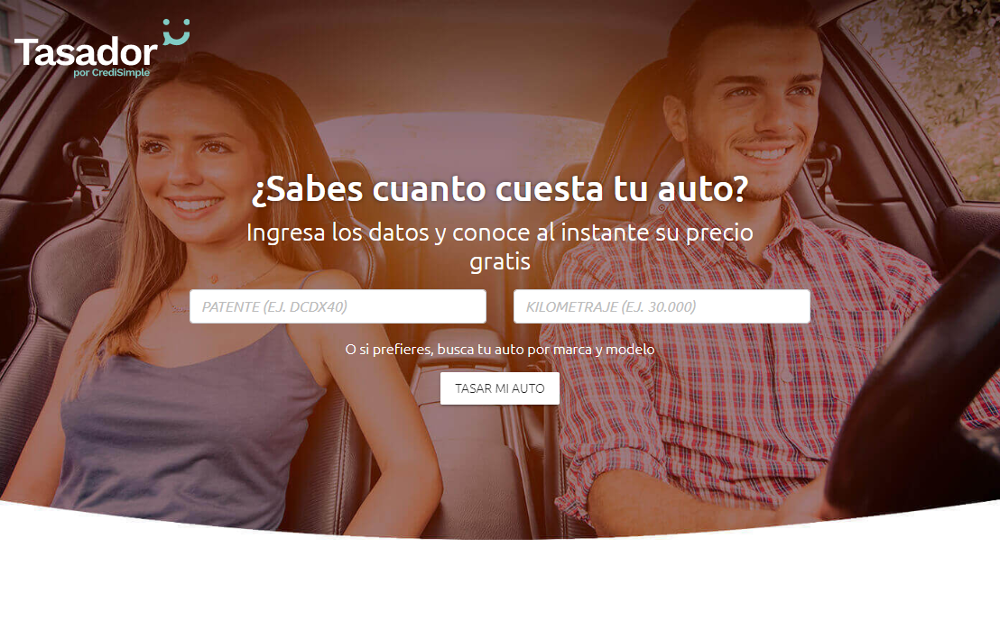 Tasador
por CrediSimple
¿Sabes cuanto cuesta tu auto?
Ingresa los datos y conoce al instante su precio
gratis
PATENTE (EJ. DCDX40)
KILOMETRAJE (EJ. 30.000)
O si prefieres, busca tu auto por marca y modelo
TASAR MI AUTO